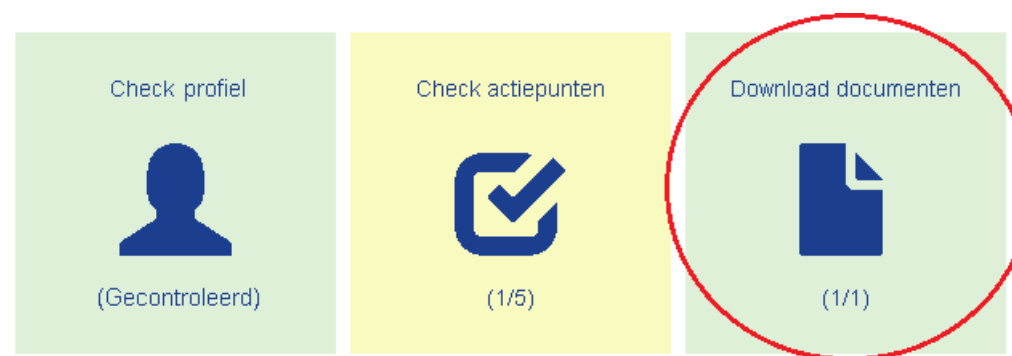 Check profiel
(Gecontroleerd)
Check actiepunten
(1/5)
Download documenten
(1/1)